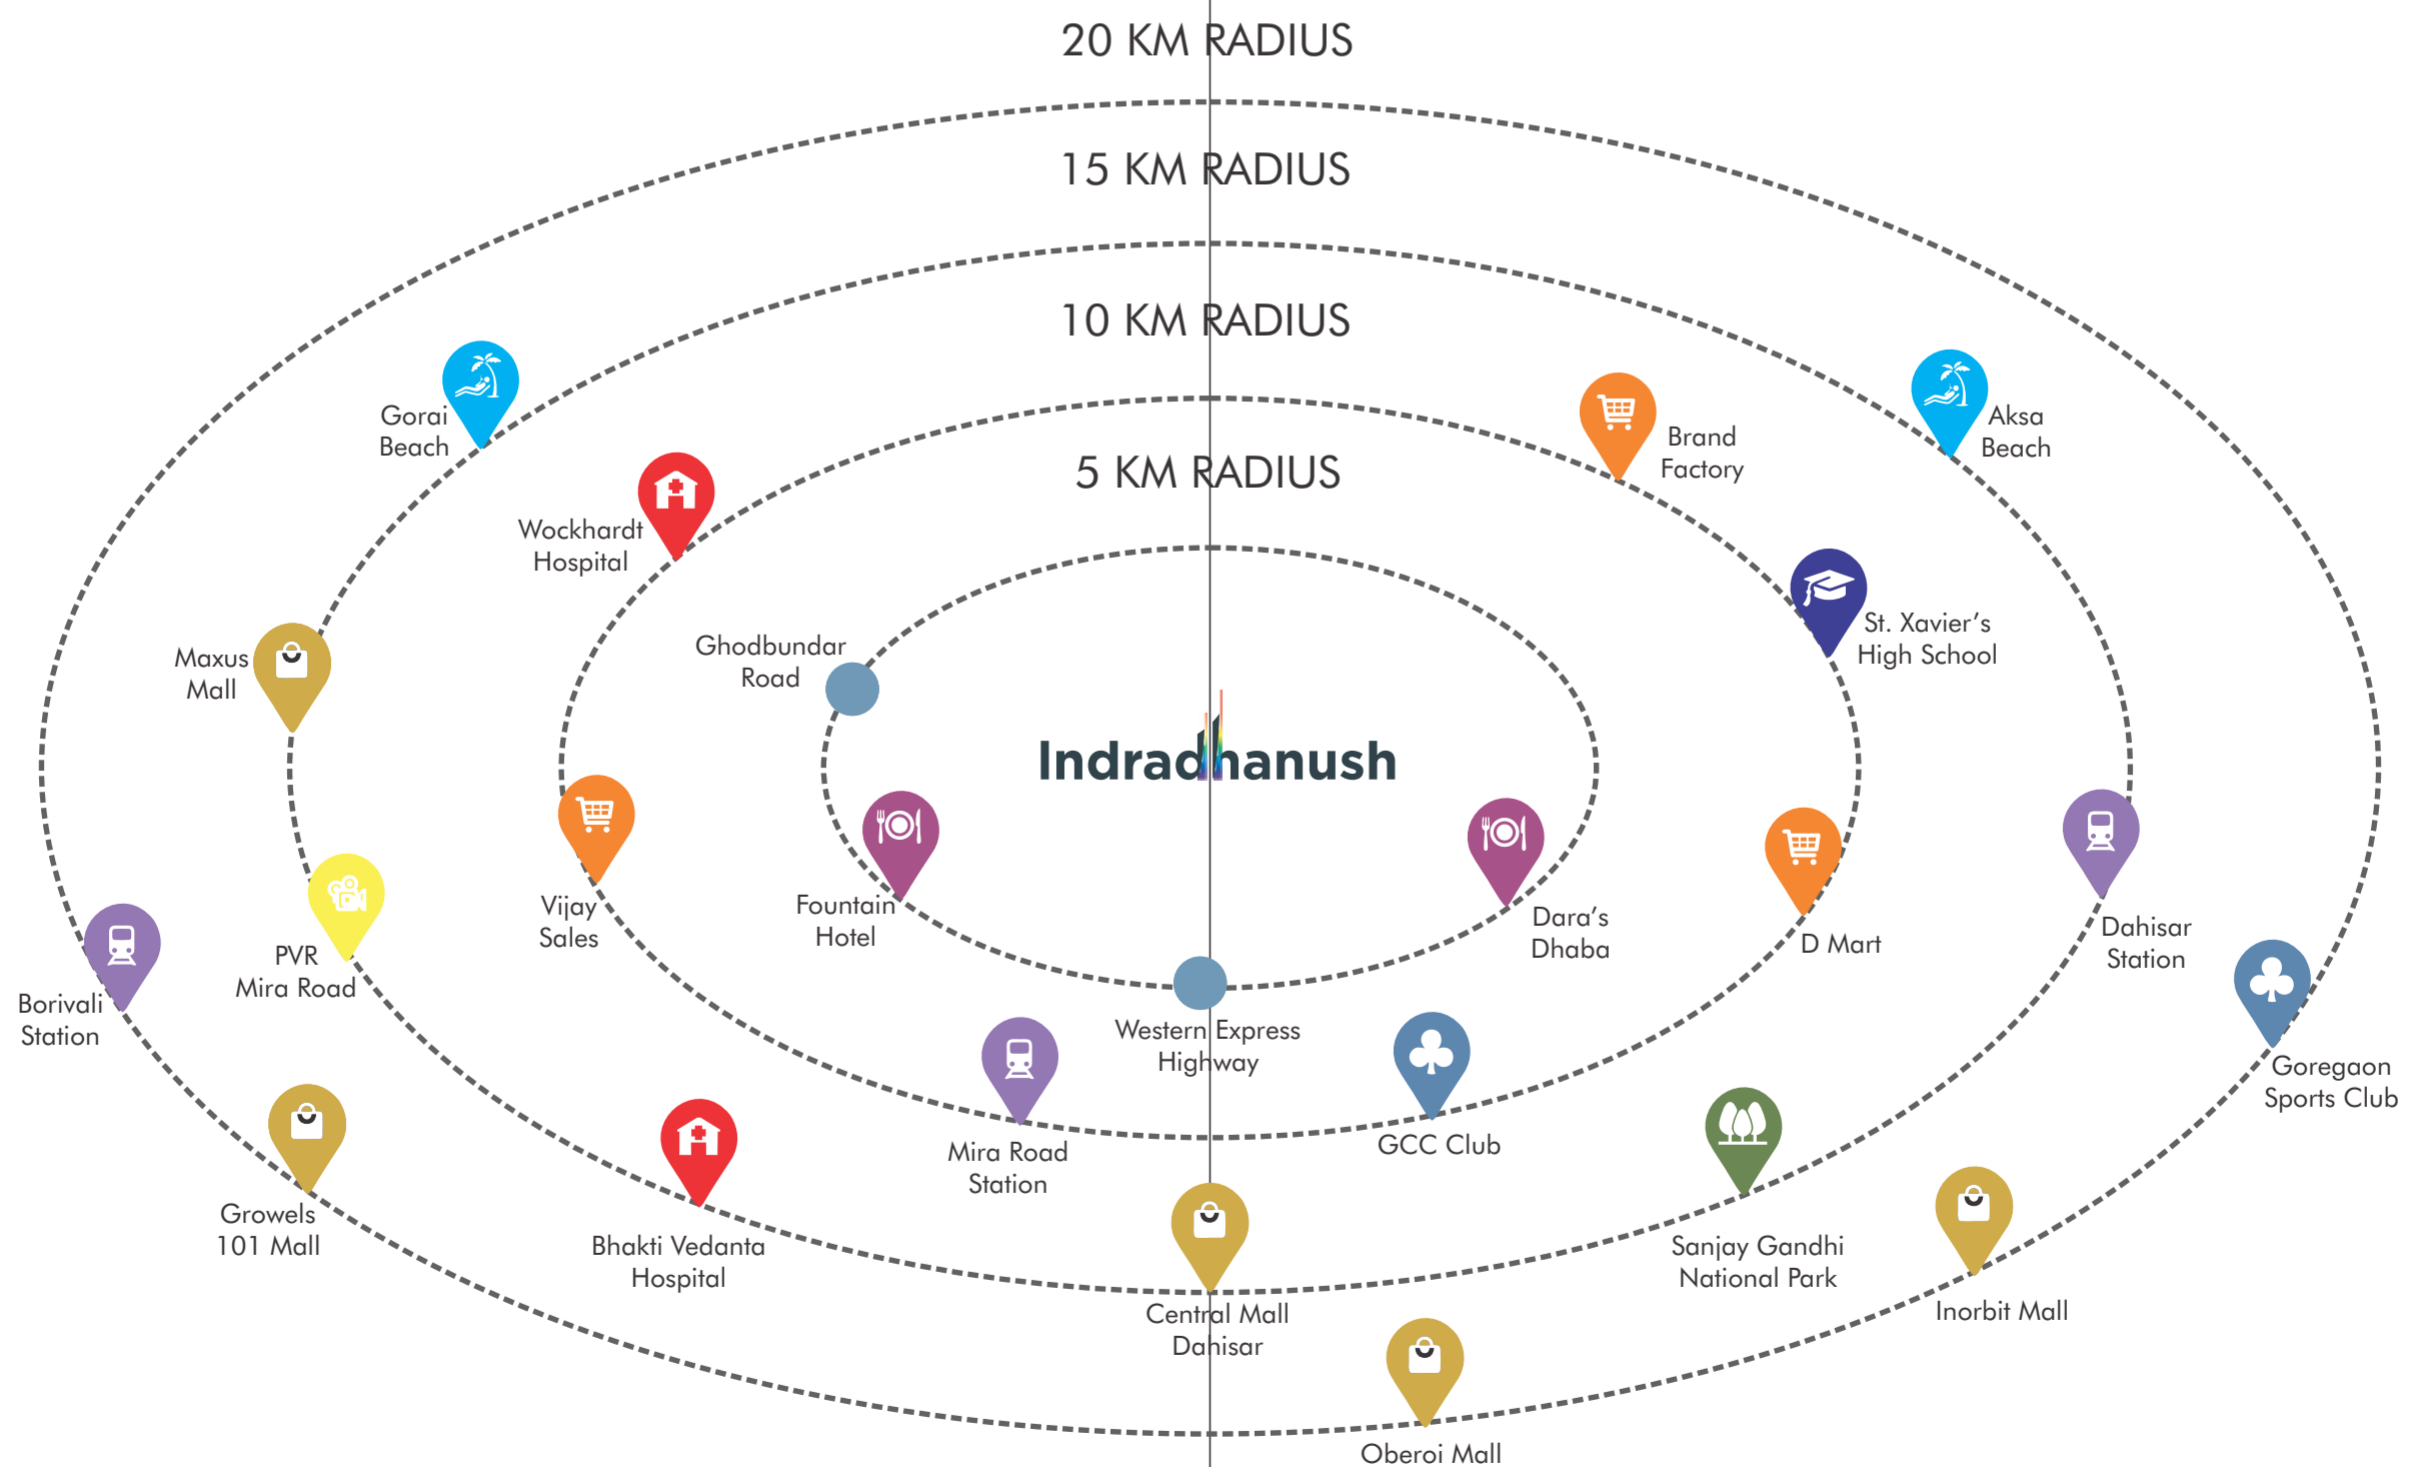 20 KM RADIUS
15 KM RADIUS
10 KM RADIUS
5 KM RADIUS
Gorai
Beach
Aksa
Beach
Brand
Factory
Wockhardt
Hospital
St. Xavier's
High School
Ghodbundar
Road
Maxus
Mall
Indradhanush
Vijay
Sales
Fountain
Hotel
Dara's
Dhaba
D Mart
Dahisar
Station
PVR
Mira Road
Borivali
Station
Western Express
Highway
Goregaon
Sports Club
Mira Road
Station
GCC Club
Growels
101 Mall
Bhakti Vedanta
Hospital
Sanjay Gandhi
National Park
Central Mall
Dahisar
Inorbit Mall
Oberoi Mall